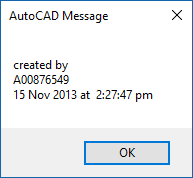 AutoCAD Message
created by
A00876549
15 Nov 2013 at  2:27:47 pm
OK